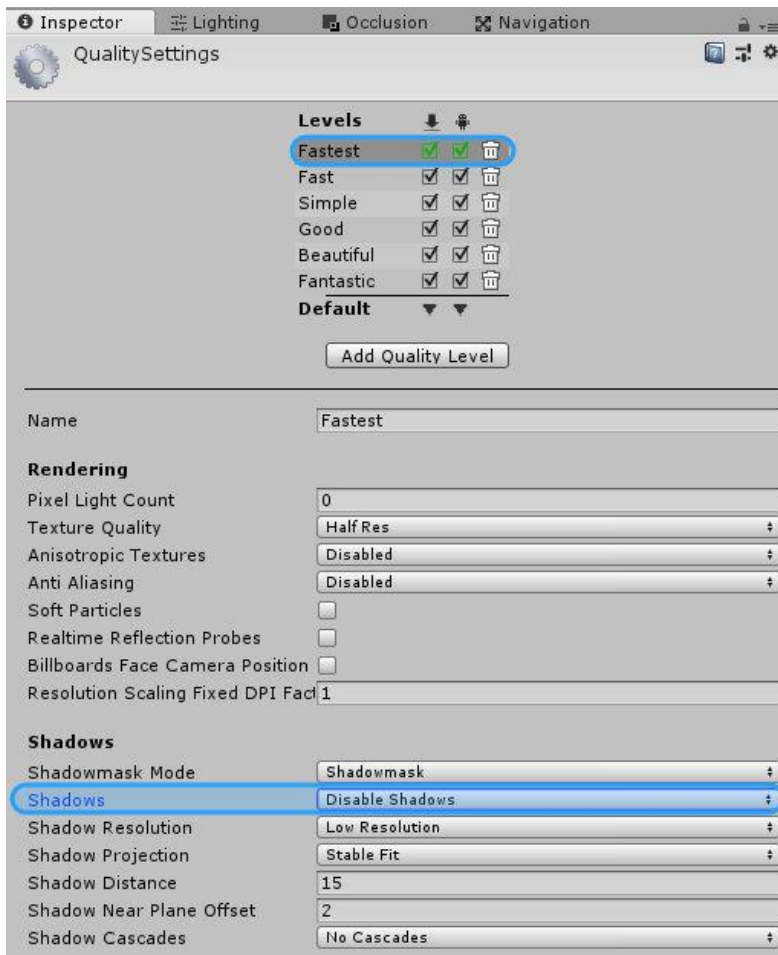 Inspector Lighting Occlusion Navigation
QualitySettings
Levels
Fastest
Fast
Simple
Good
Beautiful
Fantastic
Default
Add Quality Level
Name Fastest
Rendering
Pixel Light Count 0
Texture Quality Half Res
Anisotropic Textures Disabled
Anti Aliasing Disabled
Soft Particles
Realtime Reflection Probes
Billboards Face Camera Position
Resolution Scaling Fixed DPI Fact 1
Shadows
Shadowmask Mode Shadowmask
Shadows Disable Shadows
Shadow Resolution Low Resolution
Shadow Projection Stable Fit
Shadow Distance 15
Shadow Near Plane Offset 2
Shadow Cascades No Cascades